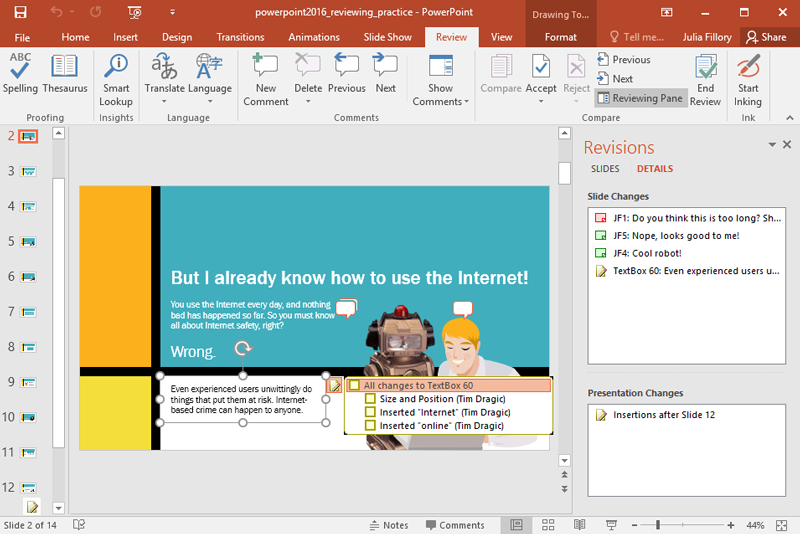 powerpoint2016_reviewing_practice - PowerPoint
Drawing To...
File
Home
Insert
Design
Transitions
Animations
Slide Show
Review
View
Format
Tell me...
Julia Fillory
Share
ABC
Spelling
Thesaurus
Smart Lookup
Translate
Language
New Comment
Delete
Previous
Next
Show Comments
Compare
Accept
Reject
Previous
Next
Reviewing Pane
End Review
Start Inking
Proofing
Insights
Language
Comments
Compare
Ink
2
3
4
5
6
7
8
9
10
11
12
But I already know how to use the Internet!
You use the Internet every day, and nothing
bad has happened so far. So you must know
all about Internet safety, right?
Wrong.
Even experienced users unwittingly do
things that put them at risk. Internet-
based crime can happen to anyone.
All changes to TextBox 60
Size and Position (Tim Dragic)
Inserted "Internet" (Tim Dragic)
Inserted "online" (Tim Dragic)
Revisions
SLIDES
DETAILS
Slide Changes
JF1: Do you think this is too long? Sh...
JF5: Nope, looks good to me!
JF4: Cool robot!
TextBox 60: Even experienced users u...
Presentation Changes
Insertions after Slide 12
Slide 2 of 14
Notes
Comments
44%